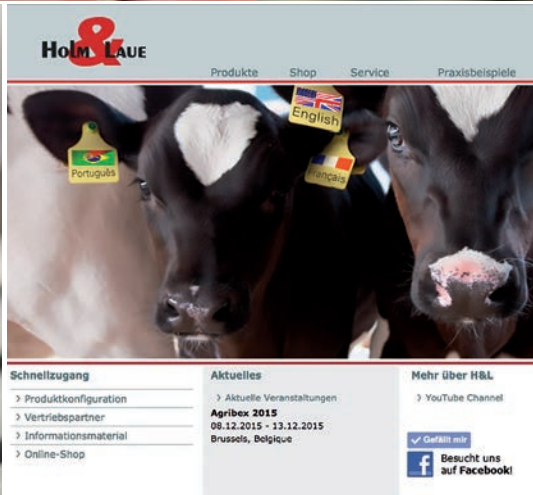 Holm & Laue
Produkte Shop Service Praxisbeispiele
English
Português
Français
Schnellzugang
> Produktkonfiguration
> Vertriebspartner
> Informationsmaterial
> Online-Shop
Aktuelles
> Aktuelle Veranstaltungen
Agribex 2015
08.12.2015 - 13.12.2015
Brussels, Belgique
Mehr über H&L
> YouTube Channel
Gefällt mir
Besucht uns
auf Facebook!